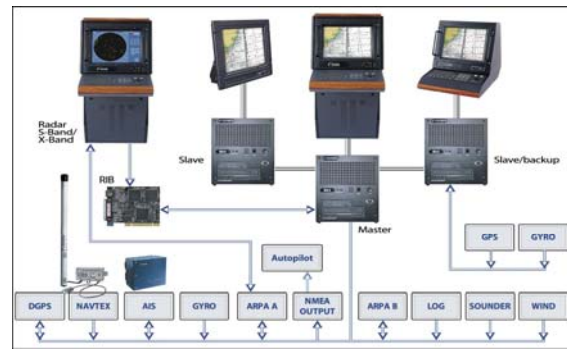 Radar
S-Band/
X-Band
Slave
Slave/backup
RIB
Master
GPS
GYRO
Autopilot
DGPS
NAVTEX
AIS
GYRO
ARPA A
NMEA
OUTPUT
ARPA B
LOG
SOUNDER
WIND